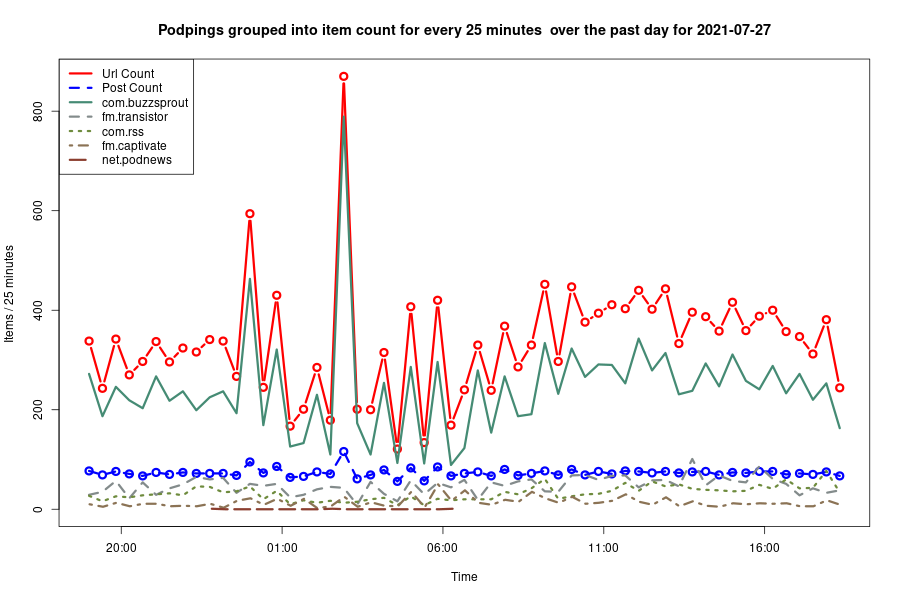 Podpings grouped into item count for every 25 minutes  over the past day for 2021-07-27
Url Count
Post Count
com.buzzsprout
fm.transistor
com.rss
fm.captivate
net.podnews
Items / 25 minutes
800
600
400
200
0
20:00 01:00 06:00 11:00 16:00
Time